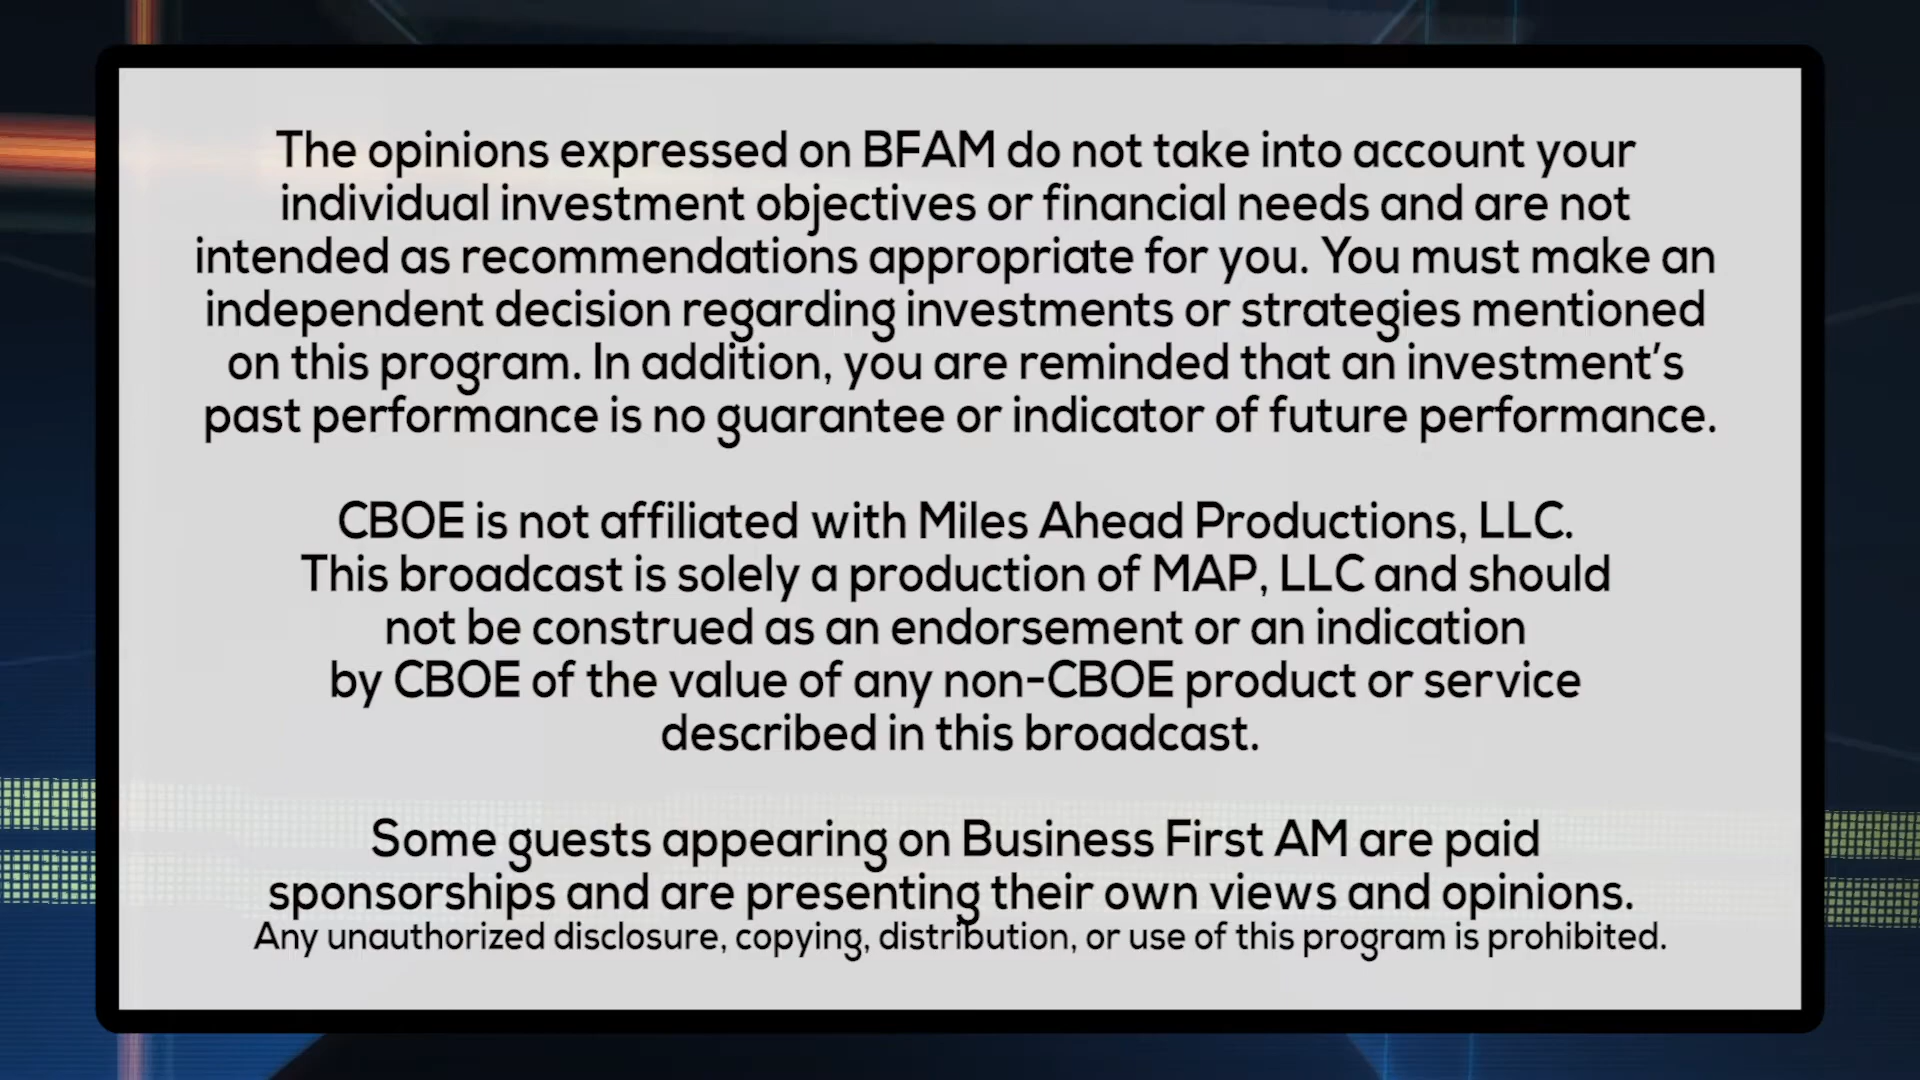 The opinions expressed on BFAM do not take into account your
individual investment objectives or financial needs and are not
intended as recommendations appropriate for you. You must make an
independent decision regarding investments or strategies mentioned
on this program. In addition, you are reminded that an investment’s
past performance is no guarantee or indicator of future performance.
CBOE is not affiliated with Miles Ahead Productions, LLC.
This broadcast is solely a production of MAP, LLC and should
not be construed as an endorsement or an indication
by CBOE of the value of any non-CBOE product or service
described in this broadcast.
Some guests appearing on Business First AM are paid
sponsorships and are presenting their own views and opinions.
Any unauthorized disclosure, copying, distribution, or use of this program is prohibited.